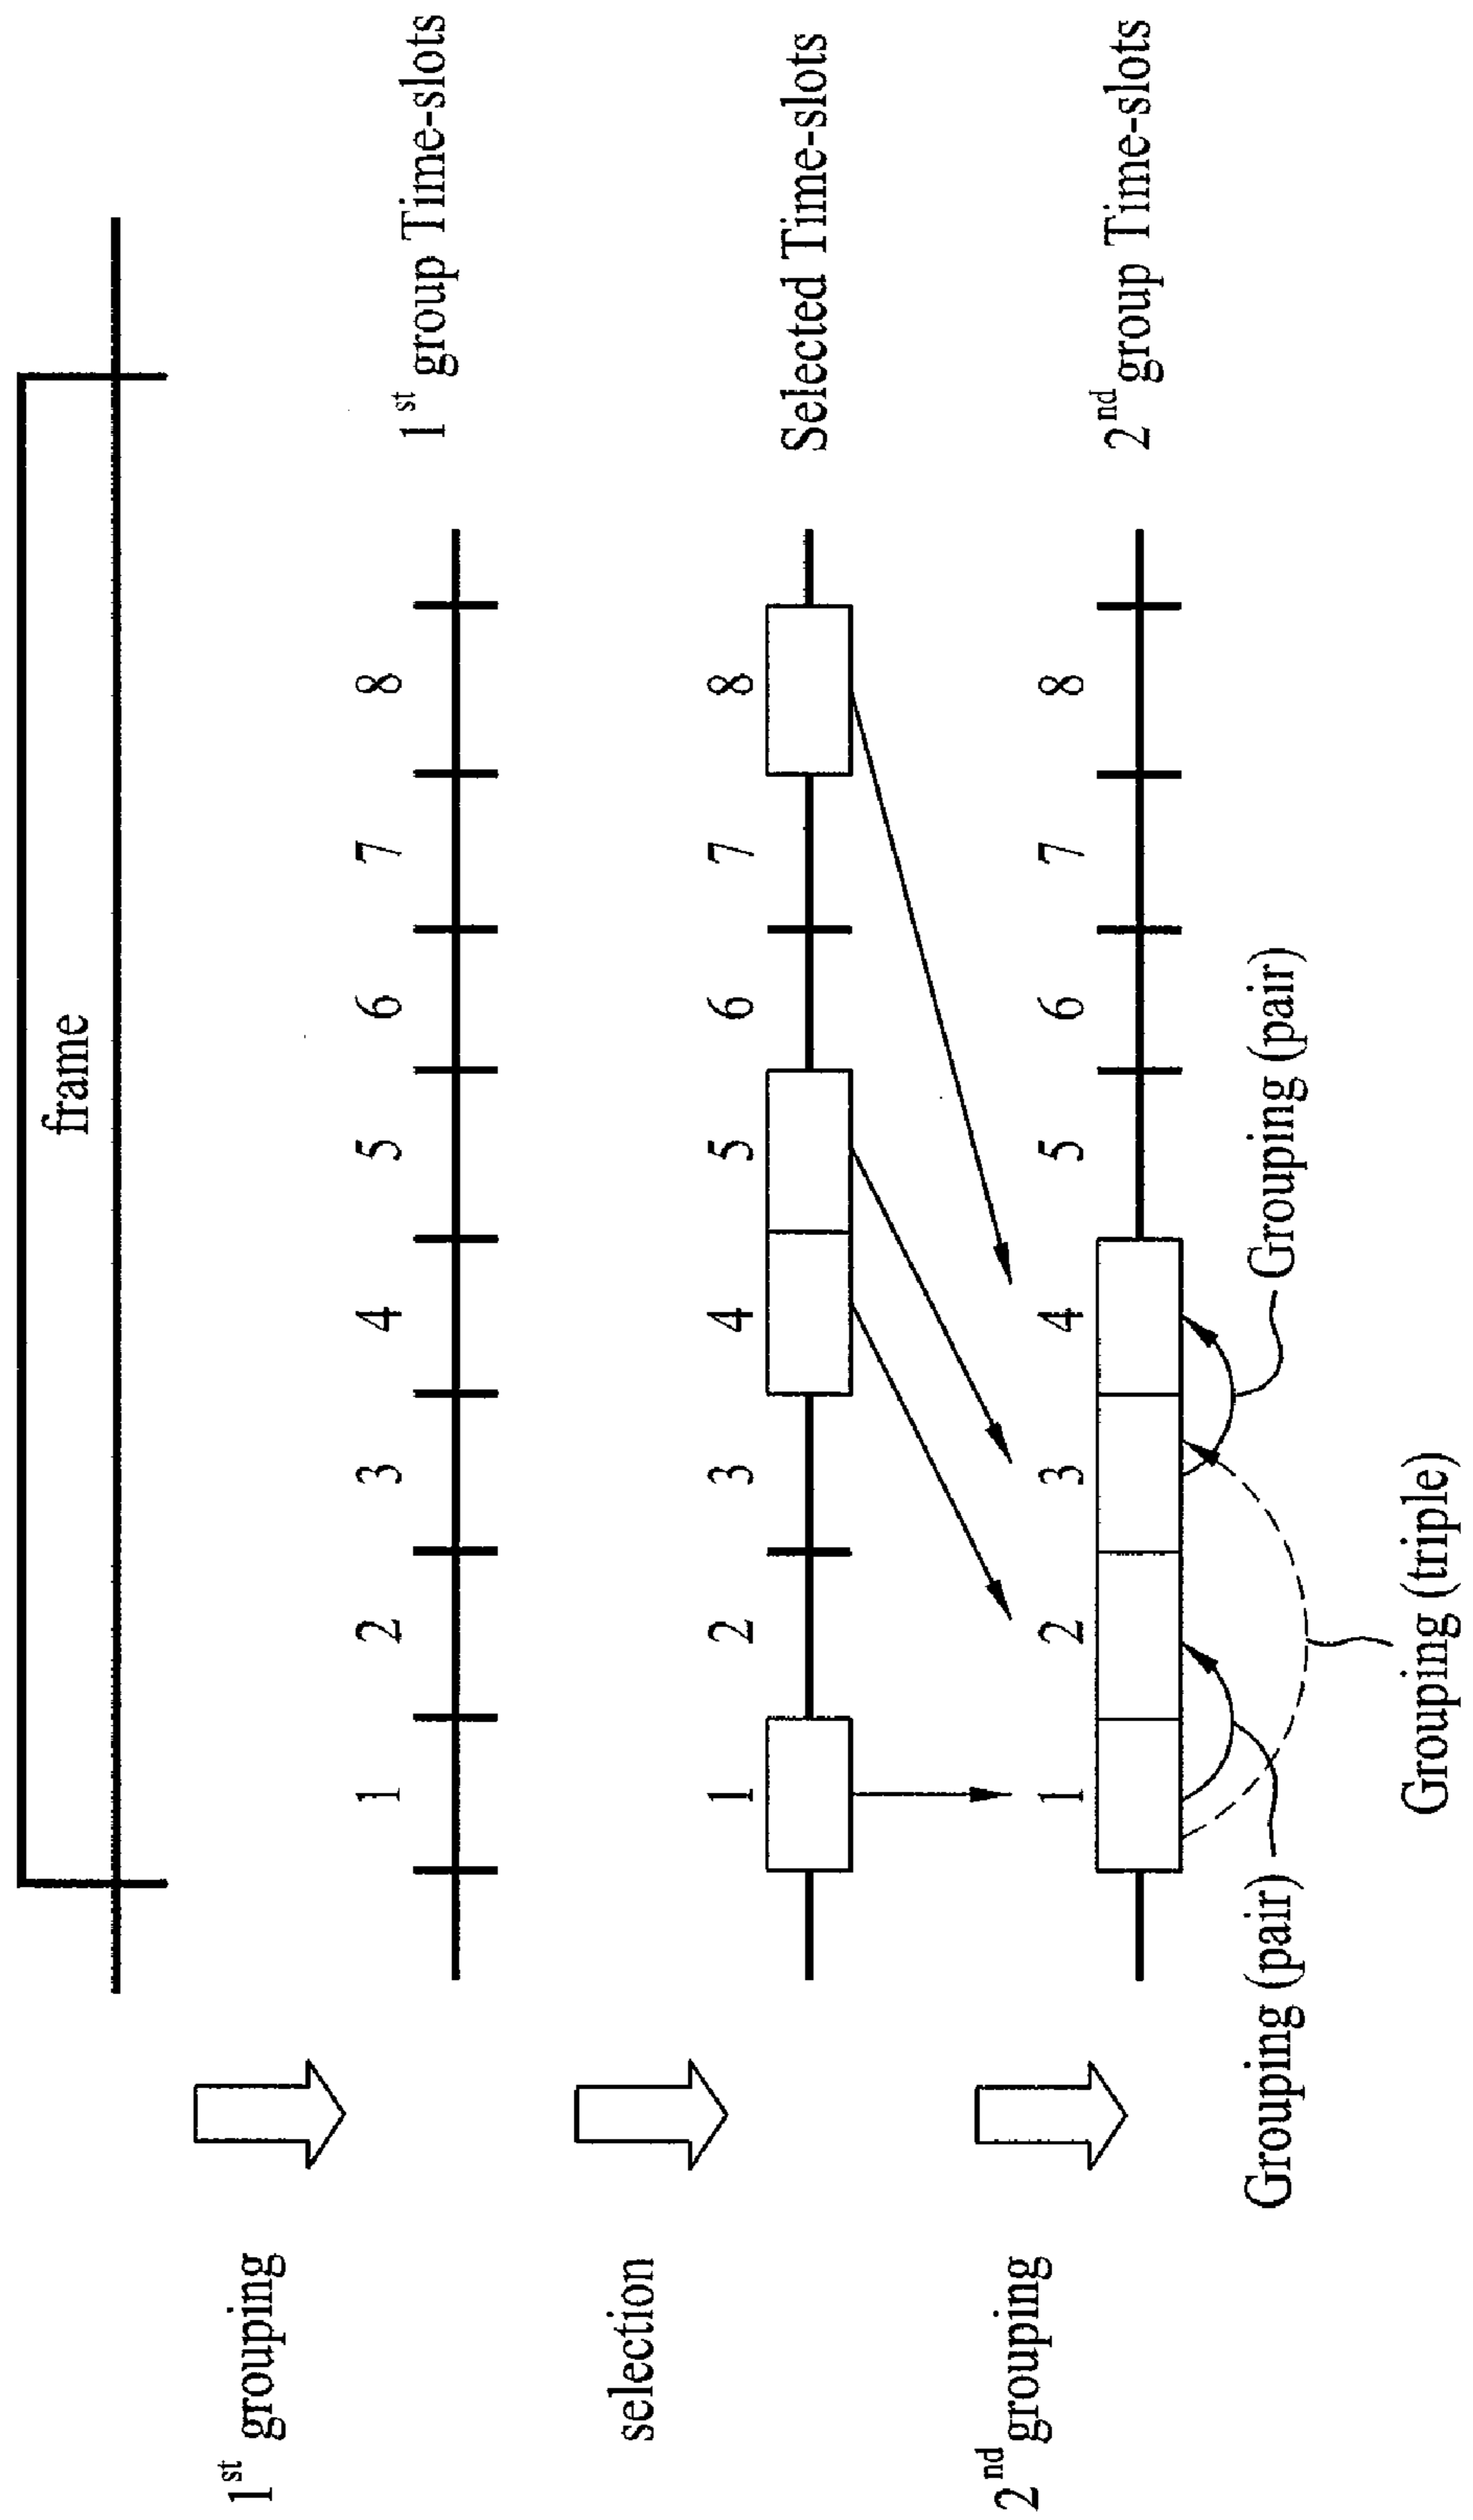 frame
1st grouping
1 2 3 4 5 6 7 8
1st group Time-slots
selection
1 2 3 4 5 6 7 8
Selected Time-slots
2nd grouping
1 2 3 4 5 6 7 8
2nd group Time-slots
Grouping (pair)
Grouping (pair)
Grouping (triple)